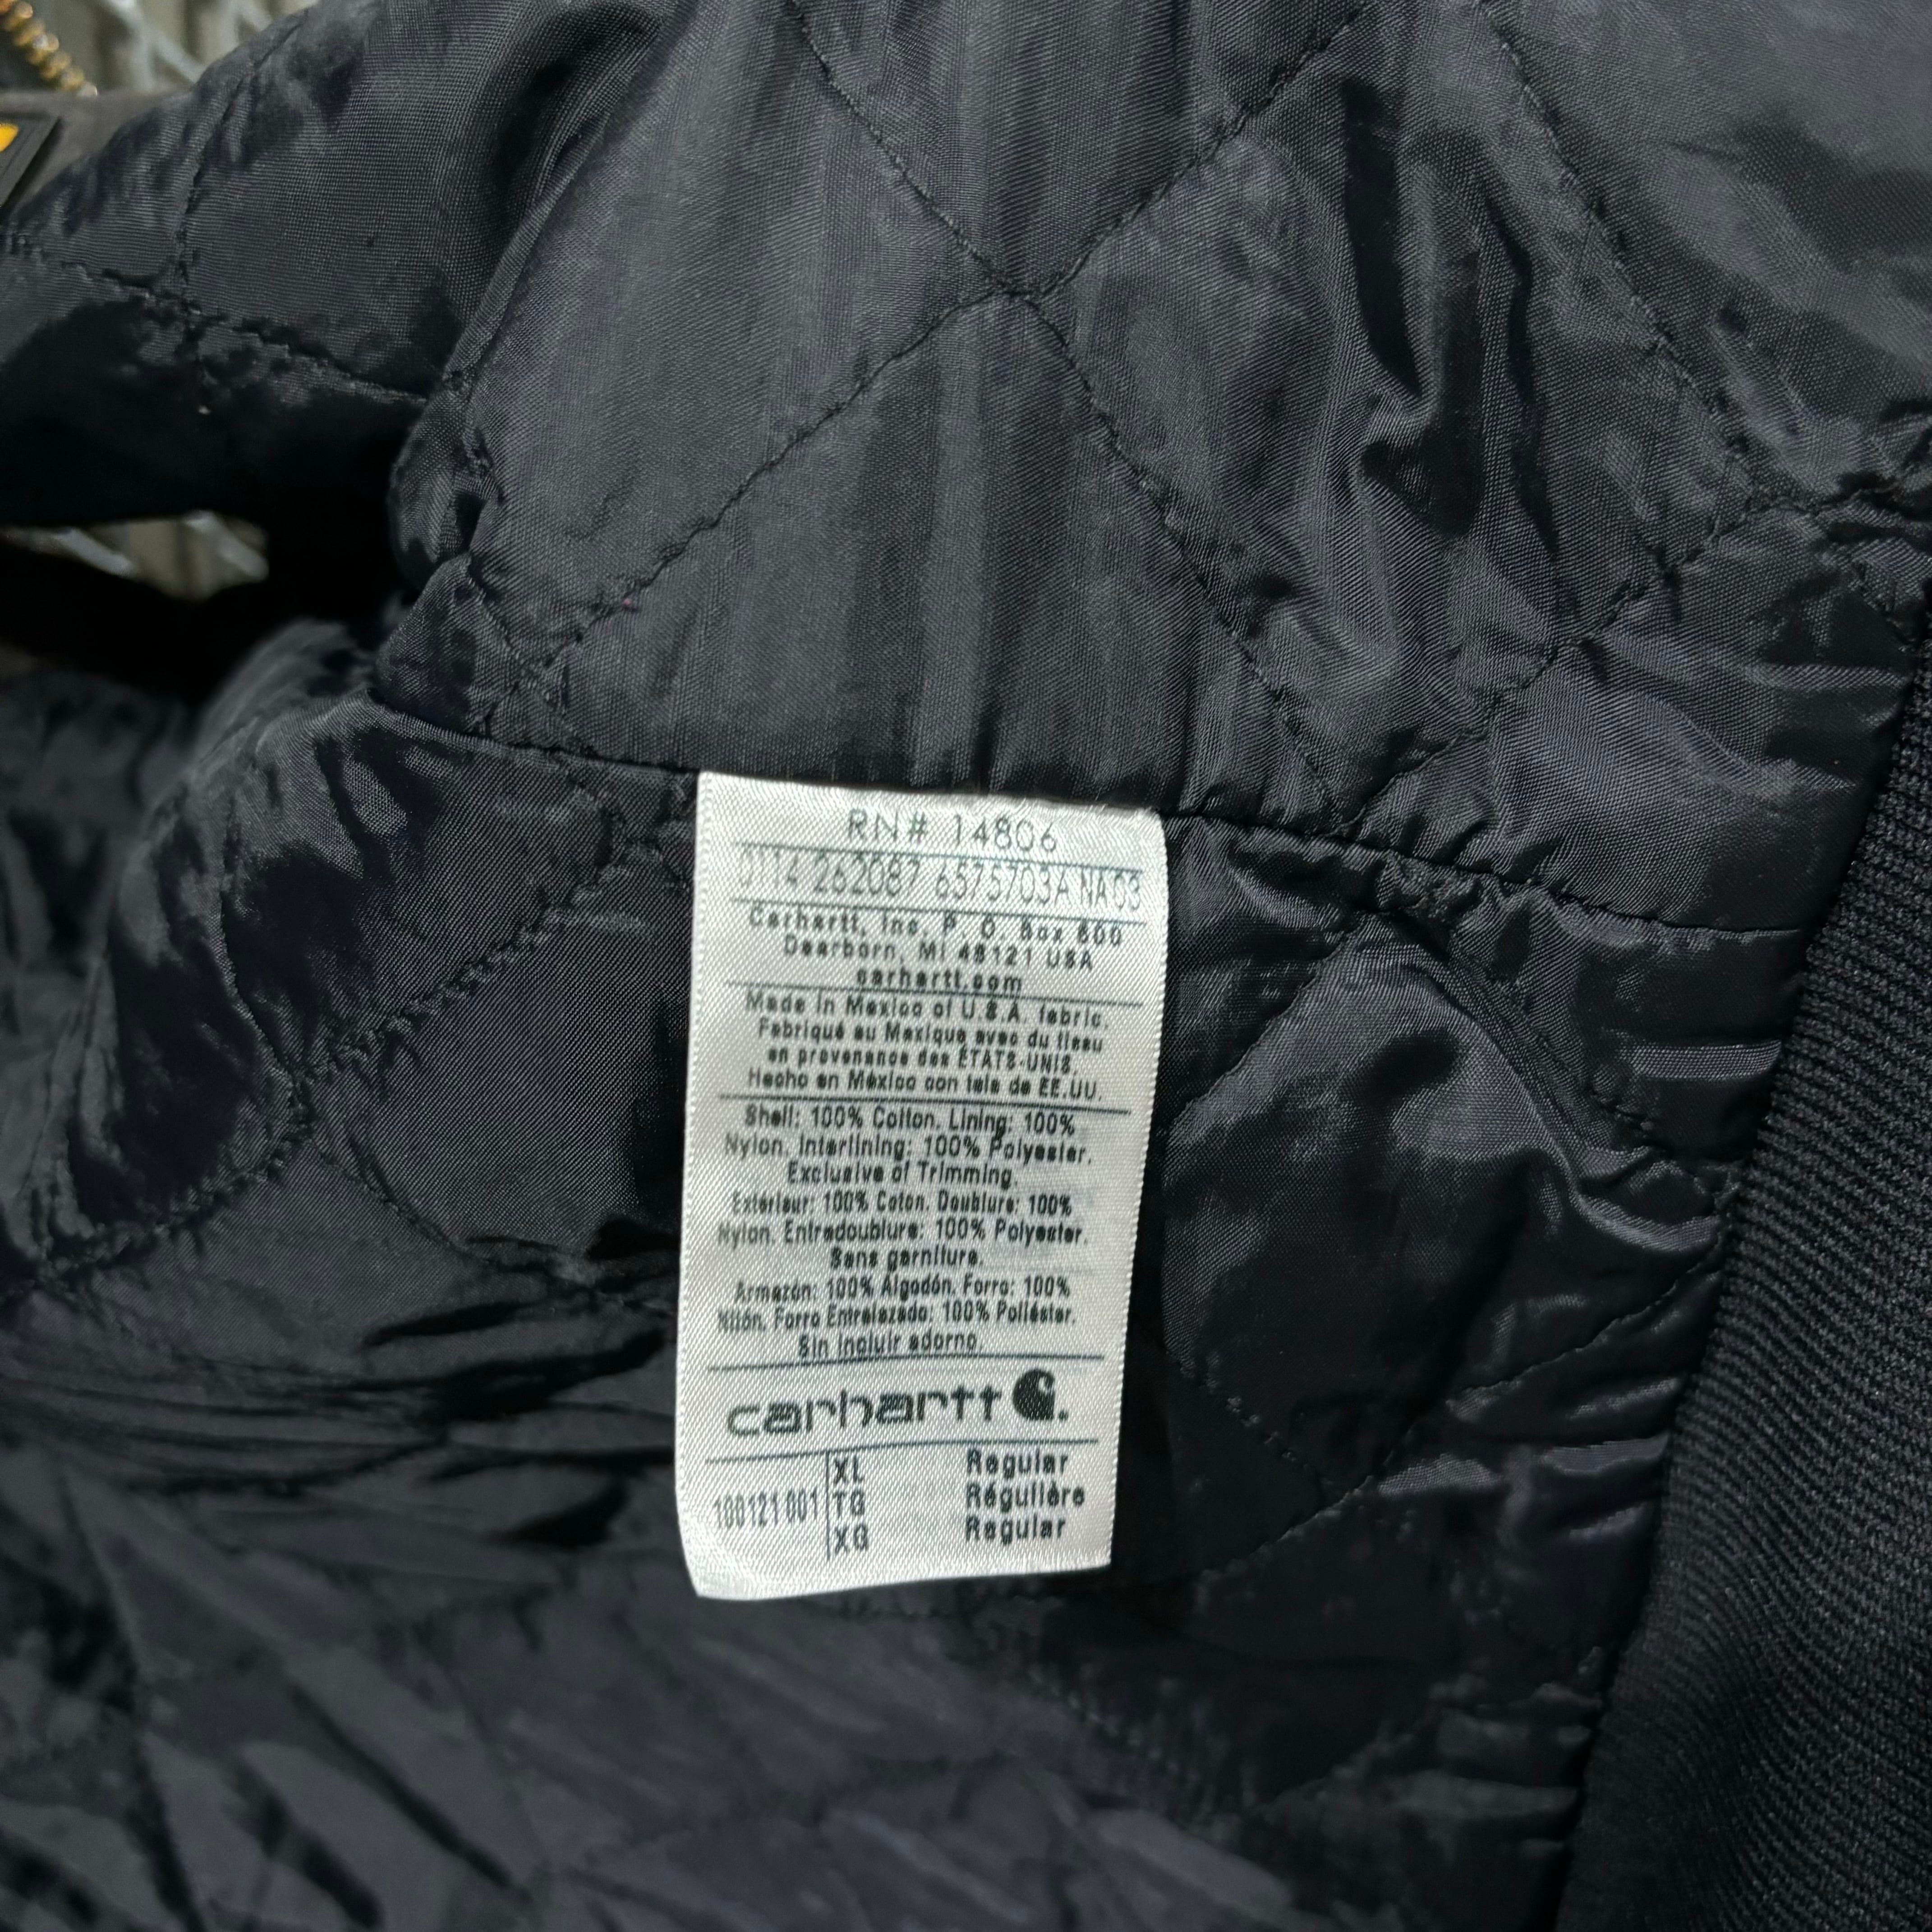 RN# 14806
0114 262087 6575703A NA03
Carhartt, Inc. P. O. Box 600
Dearborn, MI 48121 USA
carhartt.com
Made in Mexico of U.S.A. fabric.
Fabriqué au Mexique avec du tissu
en provenance des ÉTATS-UNIS.
Hecho en México con tela de EE.UU.
Shell: 100% Cotton. Lining: 100%
Nylon. Interlining: 100% Polyester.
Exclusive of Trimming
Extérieur: 100% Coton. Doublure: 100%
Nylon. Entredoublure: 100% Polyester.
Sans garniture.
Armazón: 100% Algodón. Forro: 100%
Nilón. Forro Entrelazado: 100% Poliéster.
Sin incluir adorno.
carhartt
100121 001 XL Regular
TG Régulière
XG Regular